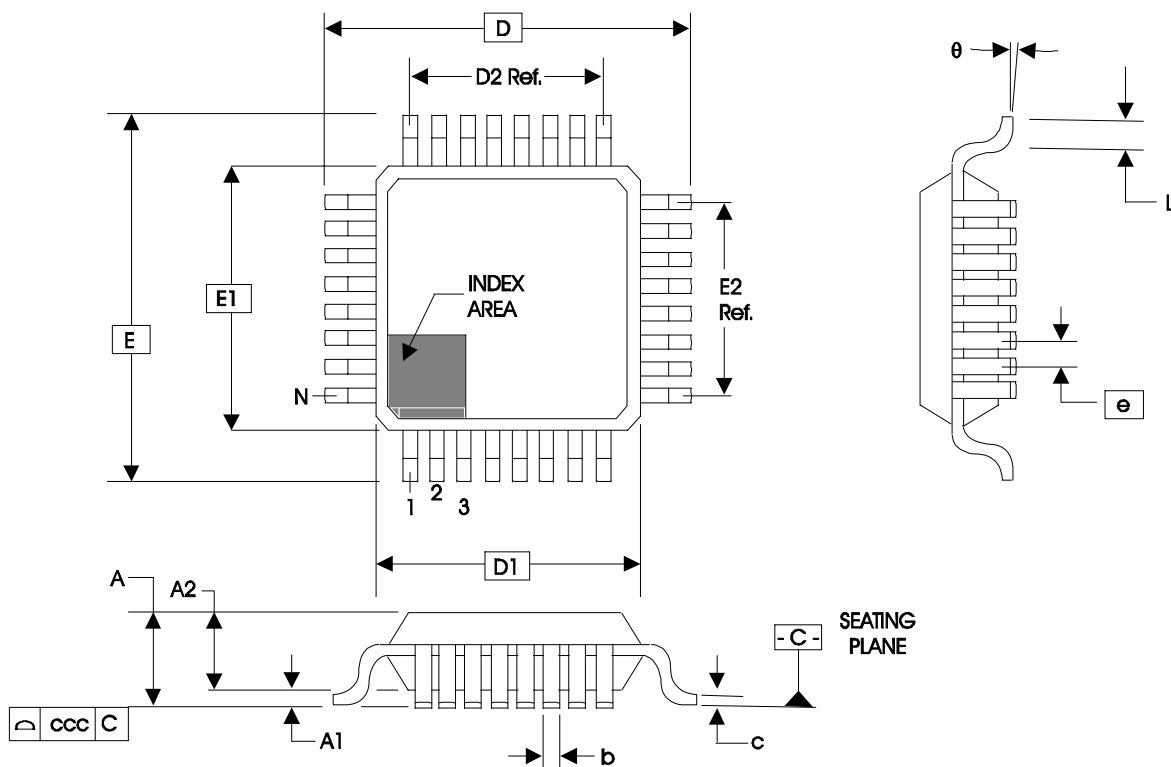 D
θ
D2 Ref.
L
E1
INDEX
AREA
E2
Ref.
E
N
e
1
2
3
D1
A
A2
- C -
SEATING
PLANE
ccc C
A1
b
c